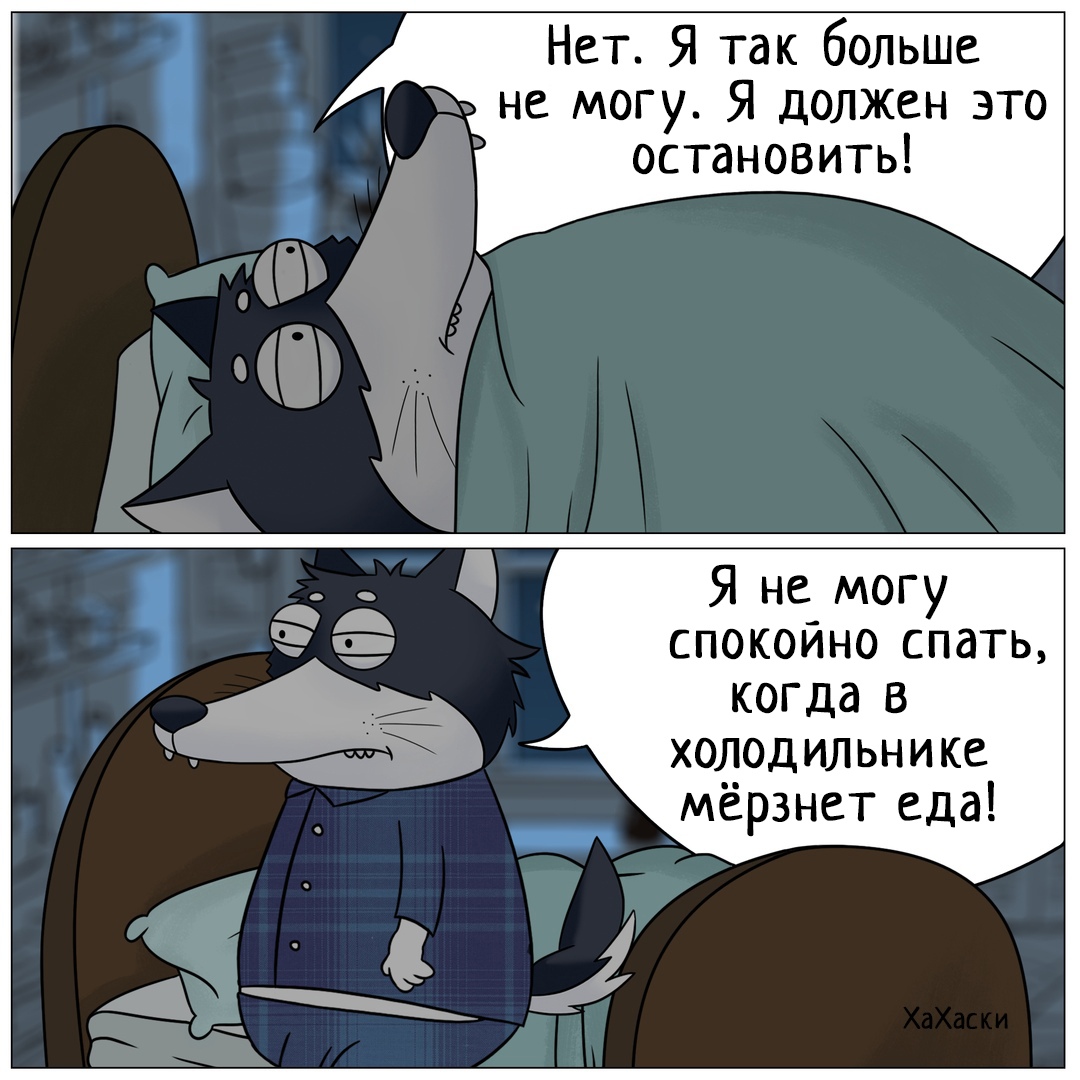 Нет. Я так больше
не могу. Я должен это
остановить!
Я не могу
спокойно спать,
когда в
холодильнике
мёрзнет еда!
ХаХаски